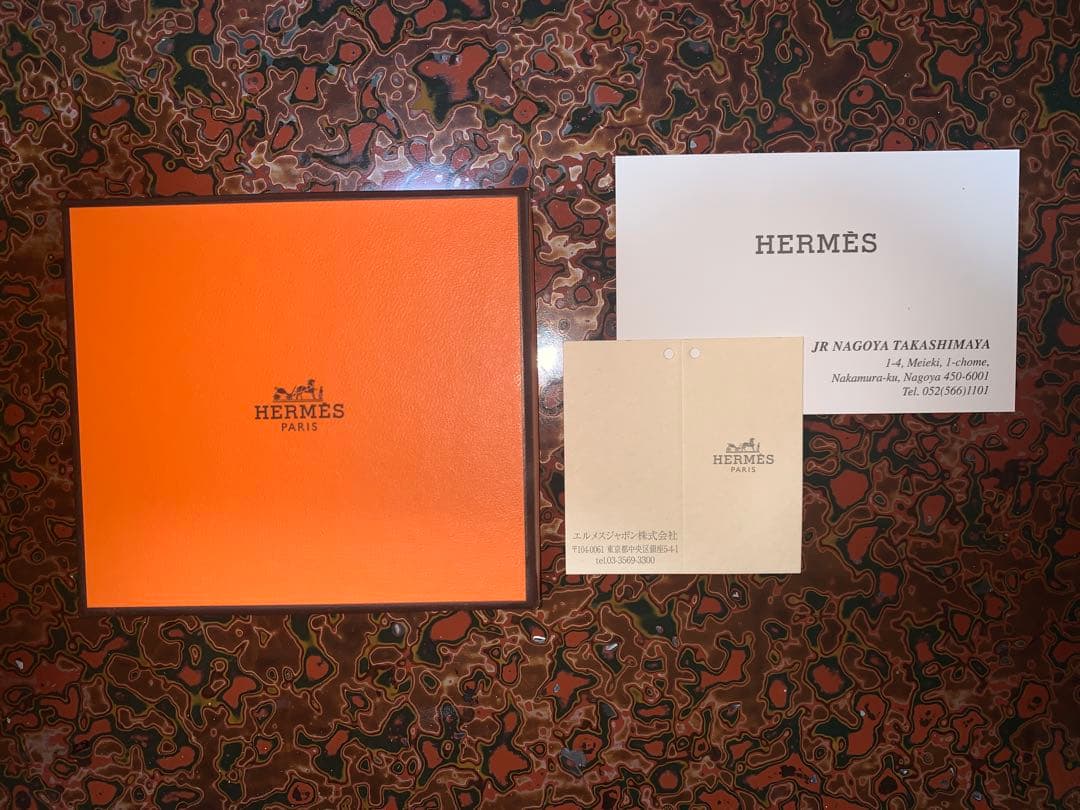 HERMÈS
PARIS
HERMÈS
JR NAGOYA TAKASHIMAYA
1-4, Meieki, 1-chome,
Nakamura-ku, Nagoya 450-6001
Tel. 052(566)1101
HERMÈS
PARIS
エルメスジャポン株式会社
〒104-0061 東京都中央区銀座5-4-1
tel.03-3569-3300